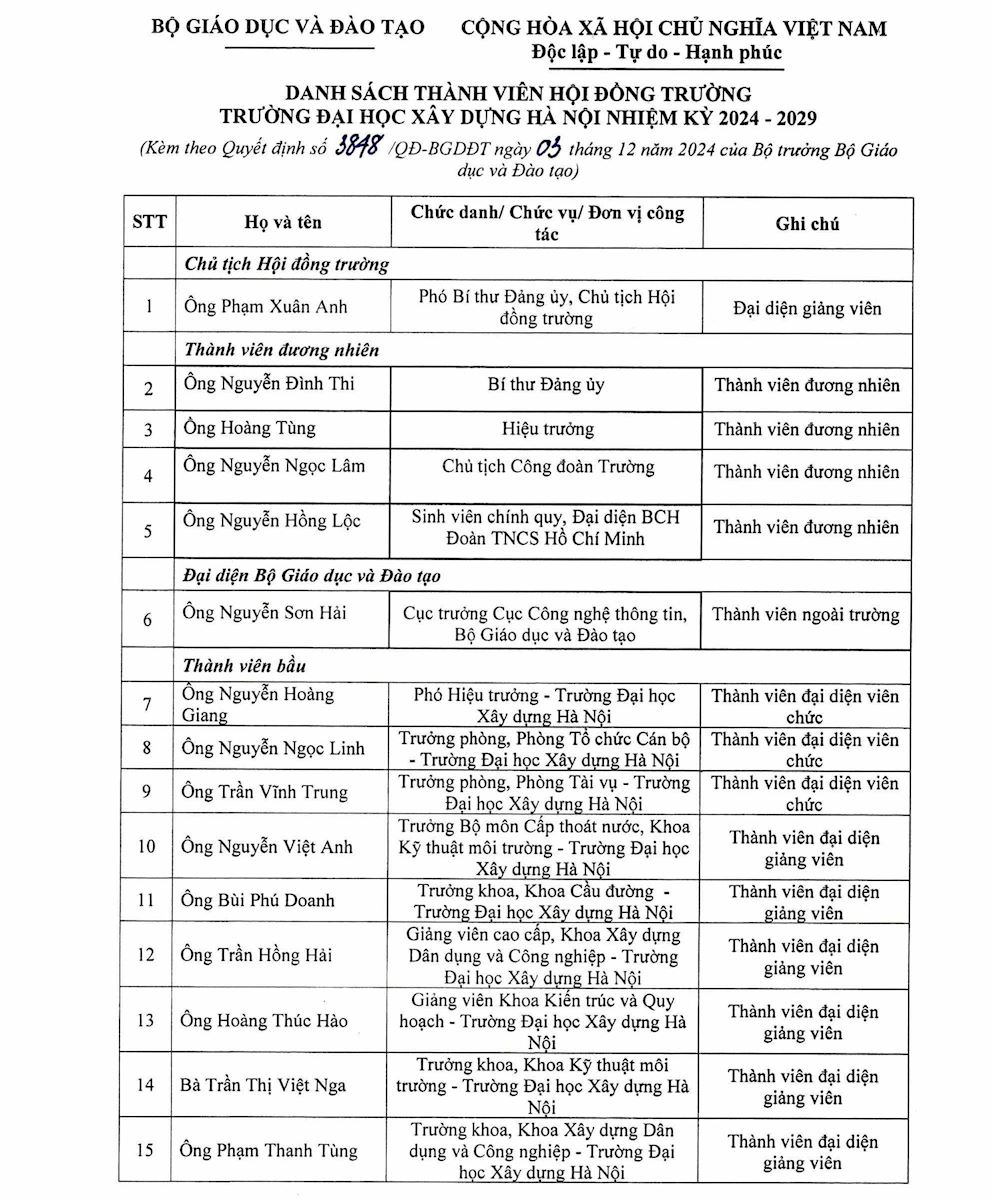 BỘ GIÁO DỤC VÀ ĐÀO TẠO
CỘNG HÒA XÃ HỘI CHỦ NGHĨA VIỆT NAM
Độc lập - Tự do - Hạnh phúc
DANH SÁCH THÀNH VIÊN HỘI ĐỒNG TRƯỜNG
TRƯỜNG ĐẠI HỌC XÂY DỰNG HÀ NỘI NHIỆM KỲ 2024 - 2029
(Kèm theo Quyết định số 3848 /QĐ-BGDĐT ngày 03 tháng 12 năm 2024 của Bộ trưởng Bộ Giáo
dục và Đào tạo)
STT
Họ và tên
Chức danh/ Chức vụ/ Đơn vị công
tác
Ghi chú
Chủ tịch Hội đồng trường
1
Ông Phạm Xuân Anh
Phó Bí thư Đảng ủy, Chủ tịch Hội
đồng trường
Đại diện giảng viên
Thành viên đương nhiên
2
Ông Nguyễn Đình Thi
Bí thư Đảng ủy
Thành viên đương nhiên
3
Ông Hoàng Tùng
Hiệu trưởng
Thành viên đương nhiên
4
Ông Nguyễn Ngọc Lâm
Chủ tịch Công đoàn Trường
Thành viên đương nhiên
5
Ông Nguyễn Hồng Lộc
Sinh viên chính quy, Đại diện BCH
Đoàn TNCS Hồ Chí Minh
Thành viên đương nhiên
Đại diện Bộ Giáo dục và Đào tạo
6
Ông Nguyễn Sơn Hải
Cục trưởng Cục Công nghệ thông tin,
Bộ Giáo dục và Đào tạo
Thành viên ngoài trường
Thành viên bầu
7
Ông Nguyễn Hoàng
Giang
Phó Hiệu trưởng - Trường Đại học
Xây dựng Hà Nội
Thành viên đại diện viên
chức
8
Ông Nguyễn Ngọc Linh
Trưởng phòng, Phòng Tổ chức Cán bộ
- Trường Đại học Xây dựng Hà Nội
Thành viên đại diện viên
chức
9
Ông Trần Vĩnh Trung
Trưởng phòng, Phòng Tài vụ - Trường
Đại học Xây dựng Hà Nội
Thành viên đại diện viên
chức
10
Ông Nguyễn Việt Anh
Trưởng Bộ môn Cấp thoát nước, Khoa
Kỹ thuật môi trường - Trường Đại học
Xây dựng Hà Nội
Thành viên đại diện
giảng viên
11
Ông Bùi Phú Doanh
Trưởng khoa, Khoa Cầu đường -
Trường Đại học Xây dựng Hà Nội
Thành viên đại diện
giảng viên
12
Ông Trần Hồng Hải
Giảng viên cao cấp, Khoa Xây dựng
Dân dụng và Công nghiệp - Trường
Đại học Xây dựng Hà Nội
Thành viên đại diện
giảng viên
13
Ông Hoàng Thúc Hào
Giảng viên Khoa Kiến trúc và Quy
hoạch - Trường Đại học Xây dựng Hà
Nội
Thành viên đại diện
giảng viên
14
Bà Trần Thị Việt Nga
Trưởng khoa, Khoa Kỹ thuật môi
trường - Trường Đại học Xây dựng Hà
Nội
Thành viên đại diện
giảng viên
15
Ông Phạm Thanh Tùng
Trưởng khoa, Khoa Xây dựng Dân
dụng và Công nghiệp - Trường Đại
học Xây dựng Hà Nội
Thành viên đại diện
giảng viên